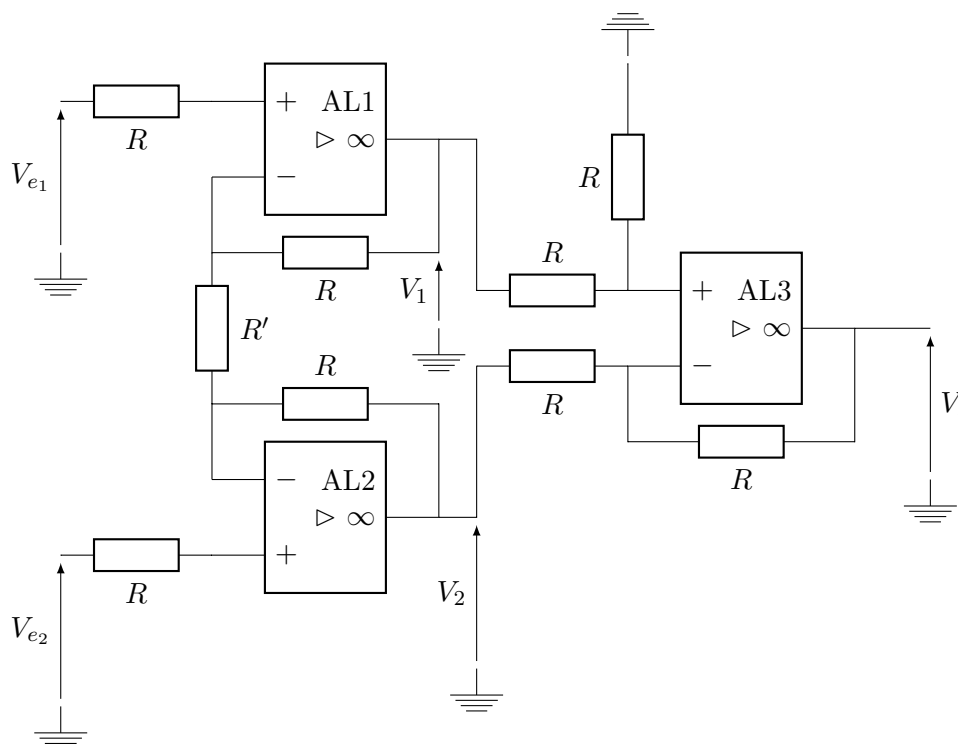 +
AL1
▷ ∞
−
R
V_{e_1}
R
R
V_1
R'
R
+
AL3
▷ ∞
−
R
R
V
R
−
AL2
▷ ∞
+
R
V_2
V_{e_2}